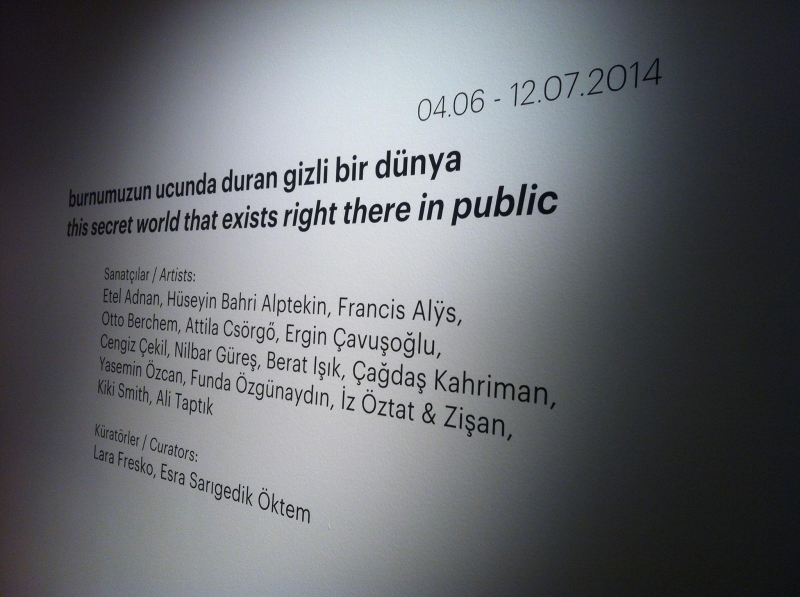 04.06 - 12.07.2014
burnumuzun ucunda duran gizli bir dünya
this secret world that exists right there in public
Sanatçılar / Artists:
Etel Adnan, Hüseyin Bahri Alptekin, Francis Alÿs,
Otto Berchem, Attila Csörgő, Ergin Çavuşoğlu,
Cengiz Çekil, Nilbar Güreş, Berat Işık, Çağdaş Kahriman,
Yasemin Özcan, Funda Özgünaydın, İz Öztat & Zişan,
Kiki Smith, Ali Taptık
Küratörler / Curators:
Lara Fresko, Esra Sarıgedik Öktem